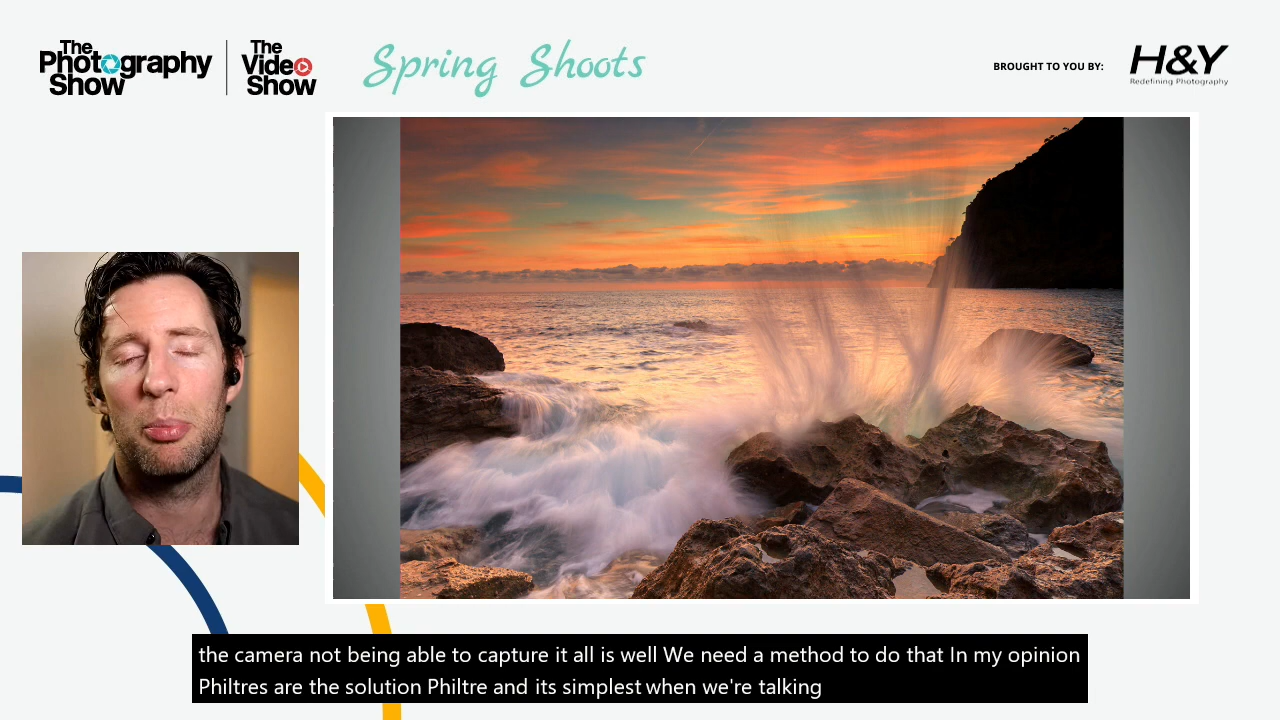 The
Photography
Show
The
Video
Show
Spring Shoots
BROUGHT TO YOU BY:
H&Y
Redefining Photography
the camera not being able to capture it all is well We need a method to do that In my opinion
Philtres are the solution Philtre and its simplest when we're talking